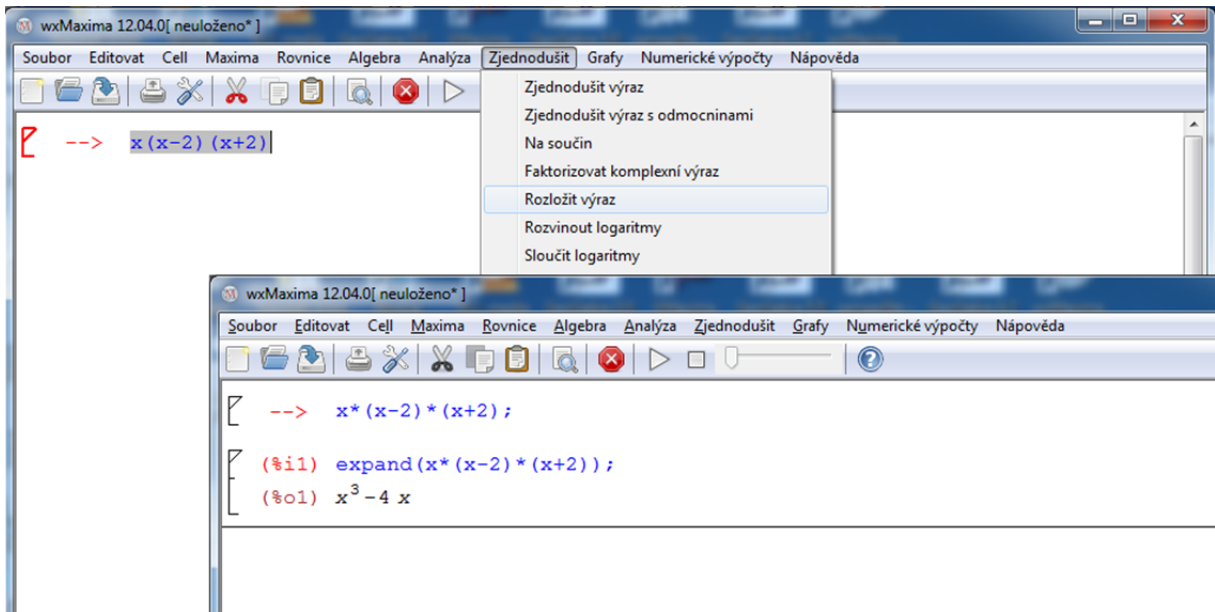 wxMaxima 12.04.0[ neuloženo* ]
Soubor Editovat Cell Maxima Rovnice Algebra Analýza Zjednodušit Grafy Numerické výpočty Nápověda
--> x(x-2)(x+2)
Zjednodušit výraz
Zjednodušit výraz s odmocninami
Na součin
Faktorizovat komplexní výraz
Rozložit výraz
Rozvinout logaritmy
Sloučit logaritmy
wxMaxima 12.04.0[ neuloženo* ]
Soubor Editovat Cell Maxima Rovnice Algebra Analýza Zjednodušit Grafy Numerické výpočty Nápověda
--> x*(x-2)*(x+2);
(%i1) expand(x*(x-2)*(x+2));
(%o1) x³-4 x